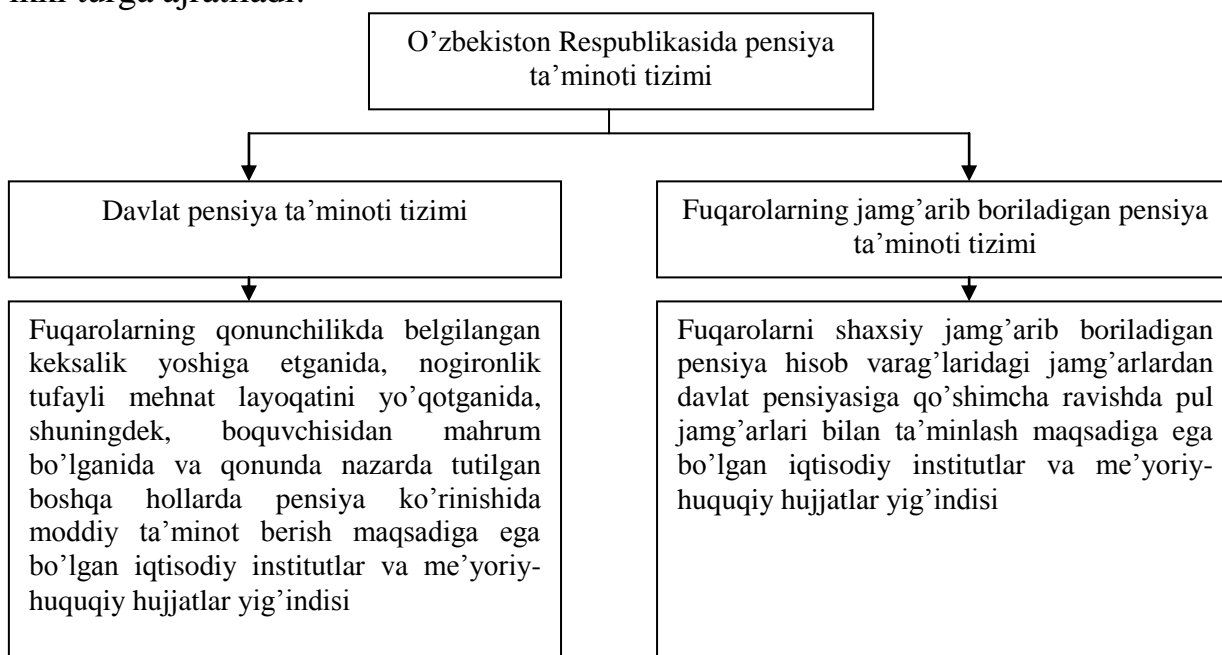 ikki turga ajratiladi.
O’zbekiston Respublikasida pensiya
ta’minoti tizimi
Davlat pensiya ta’minoti tizimi
Fuqarolarning jamg’arib boriladigan pensiya
ta’minoti tizimi
Fuqarolarning qonunchilikda belgilangan
keksalik yoshiga etganida, nogironlik
tufayli mehnat layoqatini yo’qotganida,
shuningdek, boquvchisidan mahrum
bo’lganida va qonunda nazarda tutilgan
boshqa hollarda pensiya ko’rinishida
moddiy ta’minot berish maqsadiga ega
bo’lgan iqtisodiy institutlar va me’yoriy-
huquqiy hujjatlar yig’indisi
Fuqarolarni shaxsiy jamg’arib boriladigan
pensiya hisob varag’laridagi jamg’arlardan
davlat pensiyasiga qo’shimcha ravishda pul
jamg’arlari bilan ta’minlash maqsadiga ega
bo’lgan iqtisodiy institutlar va me’yoriy-
huquqiy hujjatlar yig’indisi